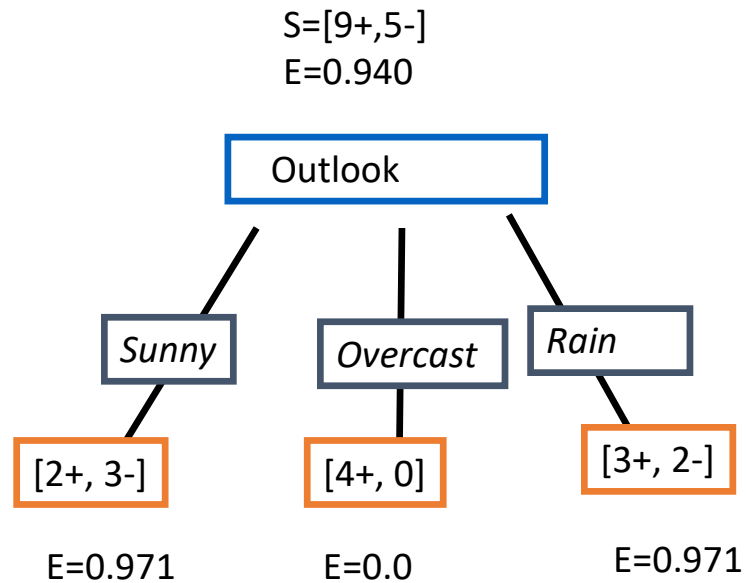 S=[9+,5-]
E=0.940
Outlook
Sunny
Overcast
Rain
[2+, 3-]
[4+, 0]
[3+, 2-]
E=0.971
E=0.0
E=0.971